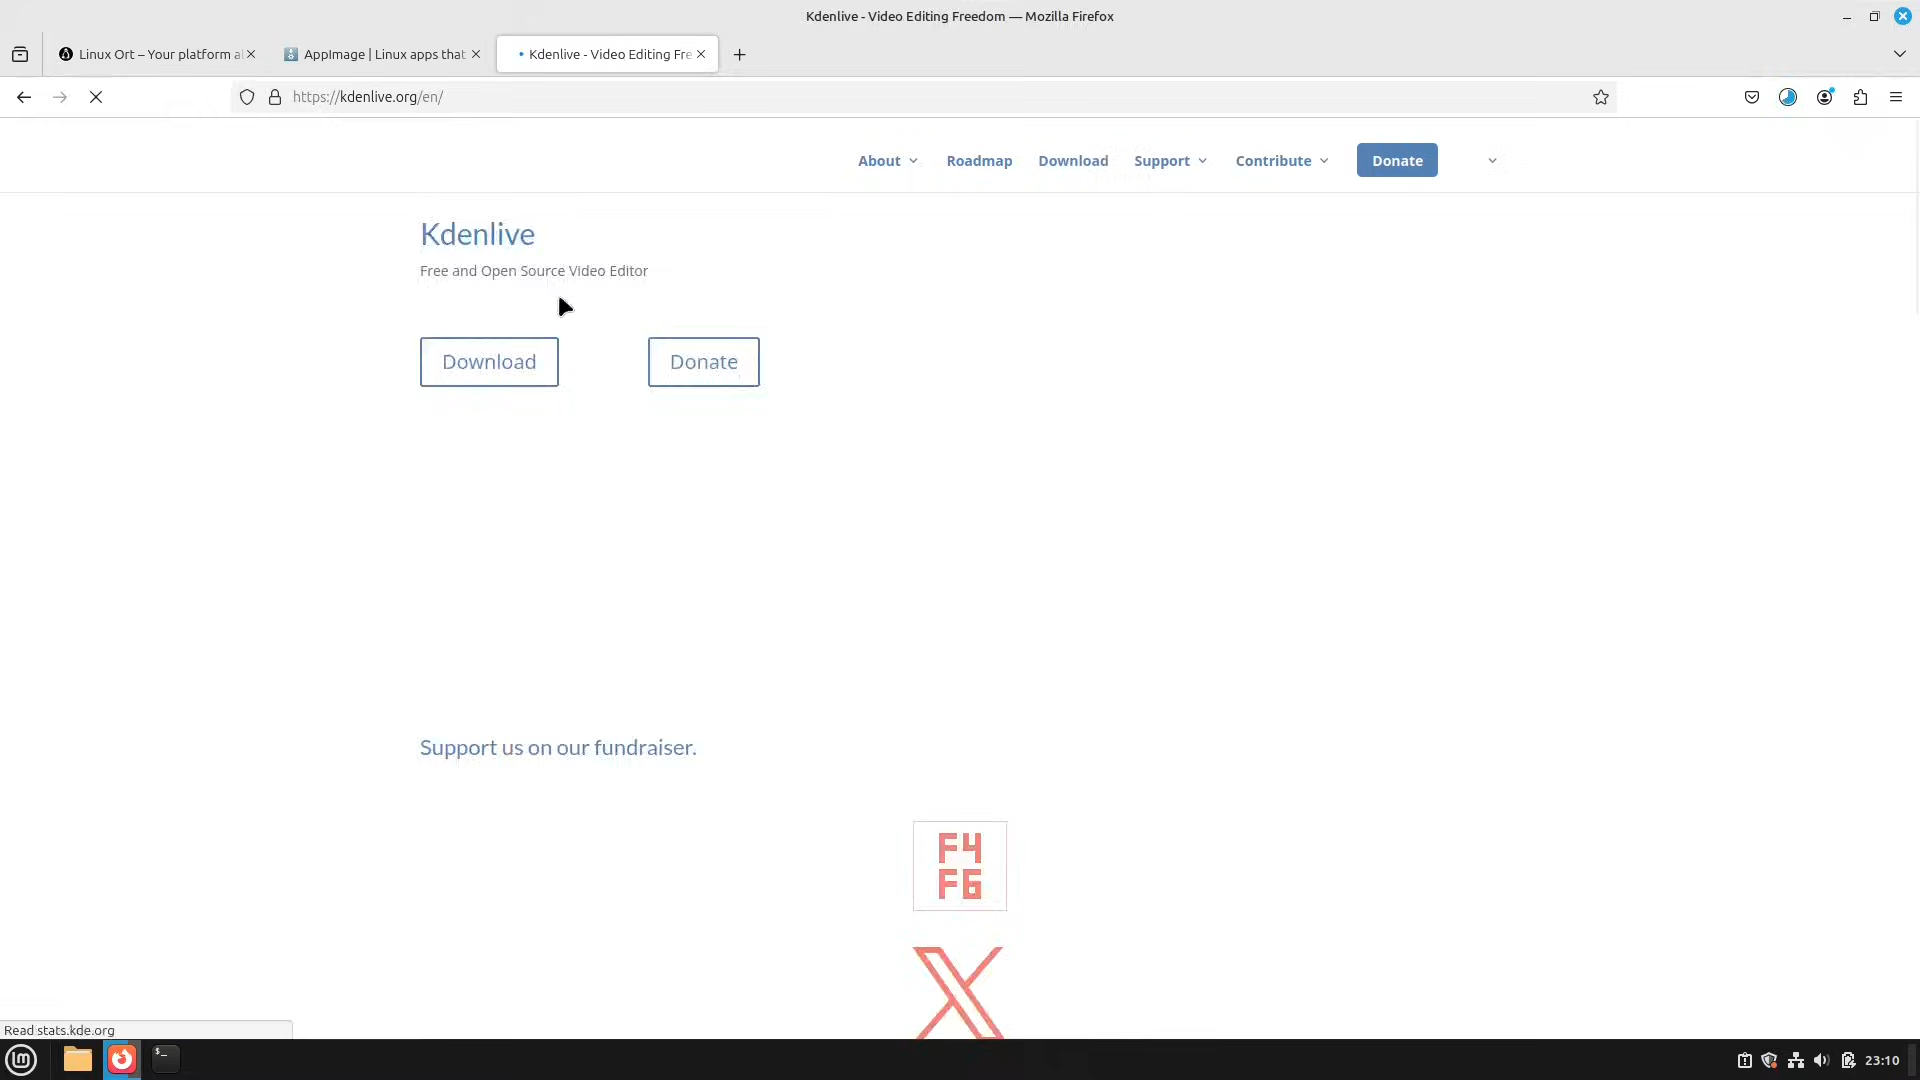 Kdenlive - Video Editing Freedom — Mozilla Firefox
Linux Ort – Your platform a
AppImage | Linux apps that
Kdenlive - Video Editing Fre
https://kdenlive.org/en/
About
Roadmap
Download
Support
Contribute
Donate
Kdenlive
Free and Open Source Video Editor
Download
Donate
Support us on our fundraiser.
F4
F6
X
Read stats.kde.org
lm
$_
23:10